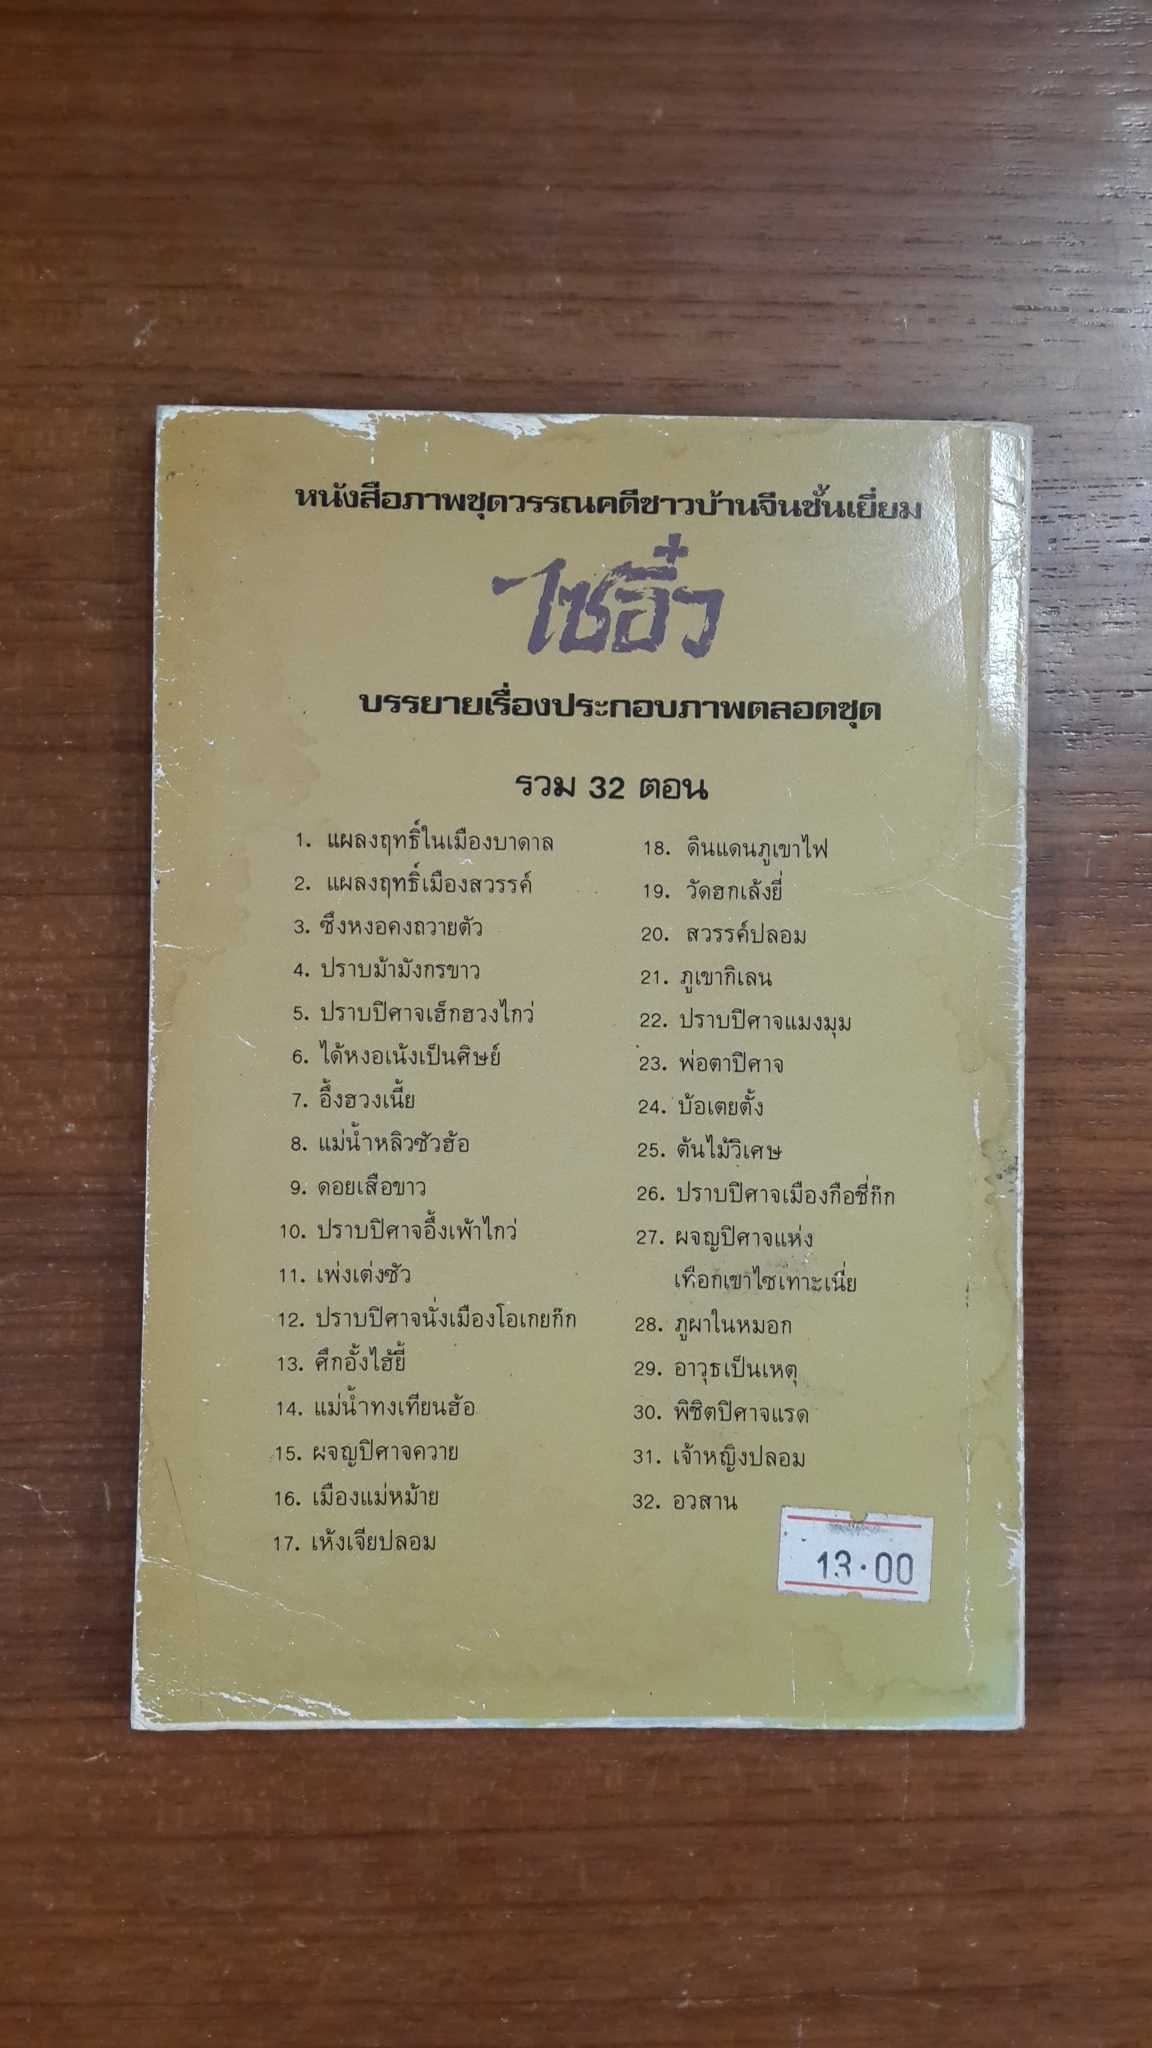 หนังสือภาพชุดวรรณคดีชาวบ้านจีนชั้นเยี่ยม
ไซอิ๋ว
บรรยายเรื่องประกอบภาพตลอดชุด
รวม 32 ตอน
1. แผลงฤทธิ์ในเมืองบาดาล
2. แผลงฤทธิ์เมืองสวรรค์
3. ซึงหงอคงถวายตัว
4. ปราบม้ามังกรขาว
5. ปราบปิศาจเฮ็กฮวงไกว่
6. ได้หงอเน้งเป็นศิษย์
7. อึ้งฮวงเนี้ย
8. แม่น้ำหลิวซัวฮ้อ
9. ดอยเสือขาว
10. ปราบปิศาจอึ้งเพ้าไกว่
11. เพ่งเต่งซัว
12. ปราบปิศาจนั่งเมืองโอเกยก๊ก
13. ศึกอั้งไฮ้ยี้
14. แม่น้ำทงเทียนฮ้อ
15. ผจญปิศาจควาย
16. เมืองแม่หม้าย
17. เห้งเจียปลอม
18. ดินแดนภูเขาไฟ
19. วัดฮกเล้งยี่
20. สวรรค์ปลอม
21. ภูเขากิเลน
22. ปราบปิศาจแมงมุม
23. พ่อตาปิศาจ
24. บ้อเตยตั้ง
25. ต้นไม้วิเศษ
26. ปราบปิศาจเมืองกือชี่ก๊ก
27. ผจญปิศาจแห่ง
เทือกเขาไซเทาะเนี่ย
28. ภูผาในหมอก
29. อาวุธเป็นเหตุ
30. พิชิตปิศาจแรด
31. เจ้าหญิงปลอม
32. อวสาน
13.00